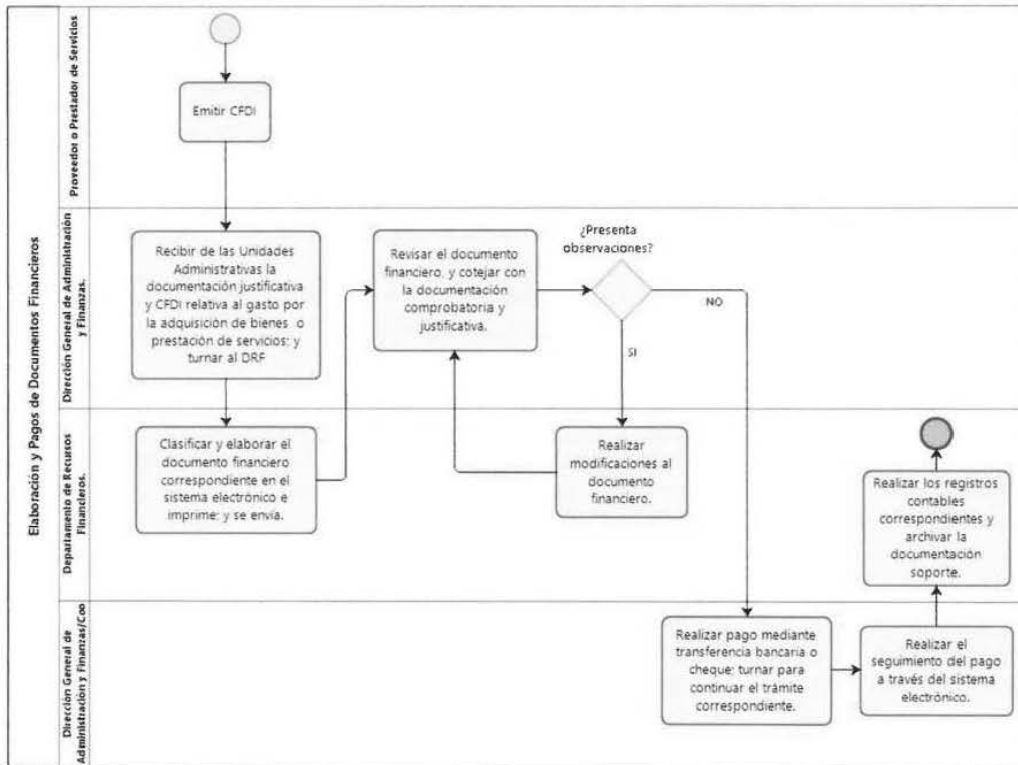 Elaboración y Pagos de Documentos Financieros
Proveedor o Prestador de Servicios
Emitir CFDI
Dirección General de Administración
y Finanzas.
Recibir de las Unidades
Administrativas la
documentación justificativa
y CFDI relativa al gasto por
la adquisición de bienes o
prestación de servicios; y
turnar al DRF
Revisar el documento
financiero, y cotejar con
la documentación
comprobatoria y
justificativa.
¿Presenta
observaciones?
NO
SI
Departamento de Recursos
Financieros.
Clasificar y elaborar el
documento financiero
correspondiente en el
sistema electrónico e
imprime; y se envía.
Realizar
modificaciones al
documento
financiero.
Realizar los registros
contables
correspondientes y
archivar la
documentación
soporte.
Dirección General de
Administración y Finanzas/Coo
Realizar pago mediante
transferencia bancaria o
cheque; turnar para
continuar el trámite
correspondiente.
Realizar el
seguimiento del pago
a través del sistema
electrónico.